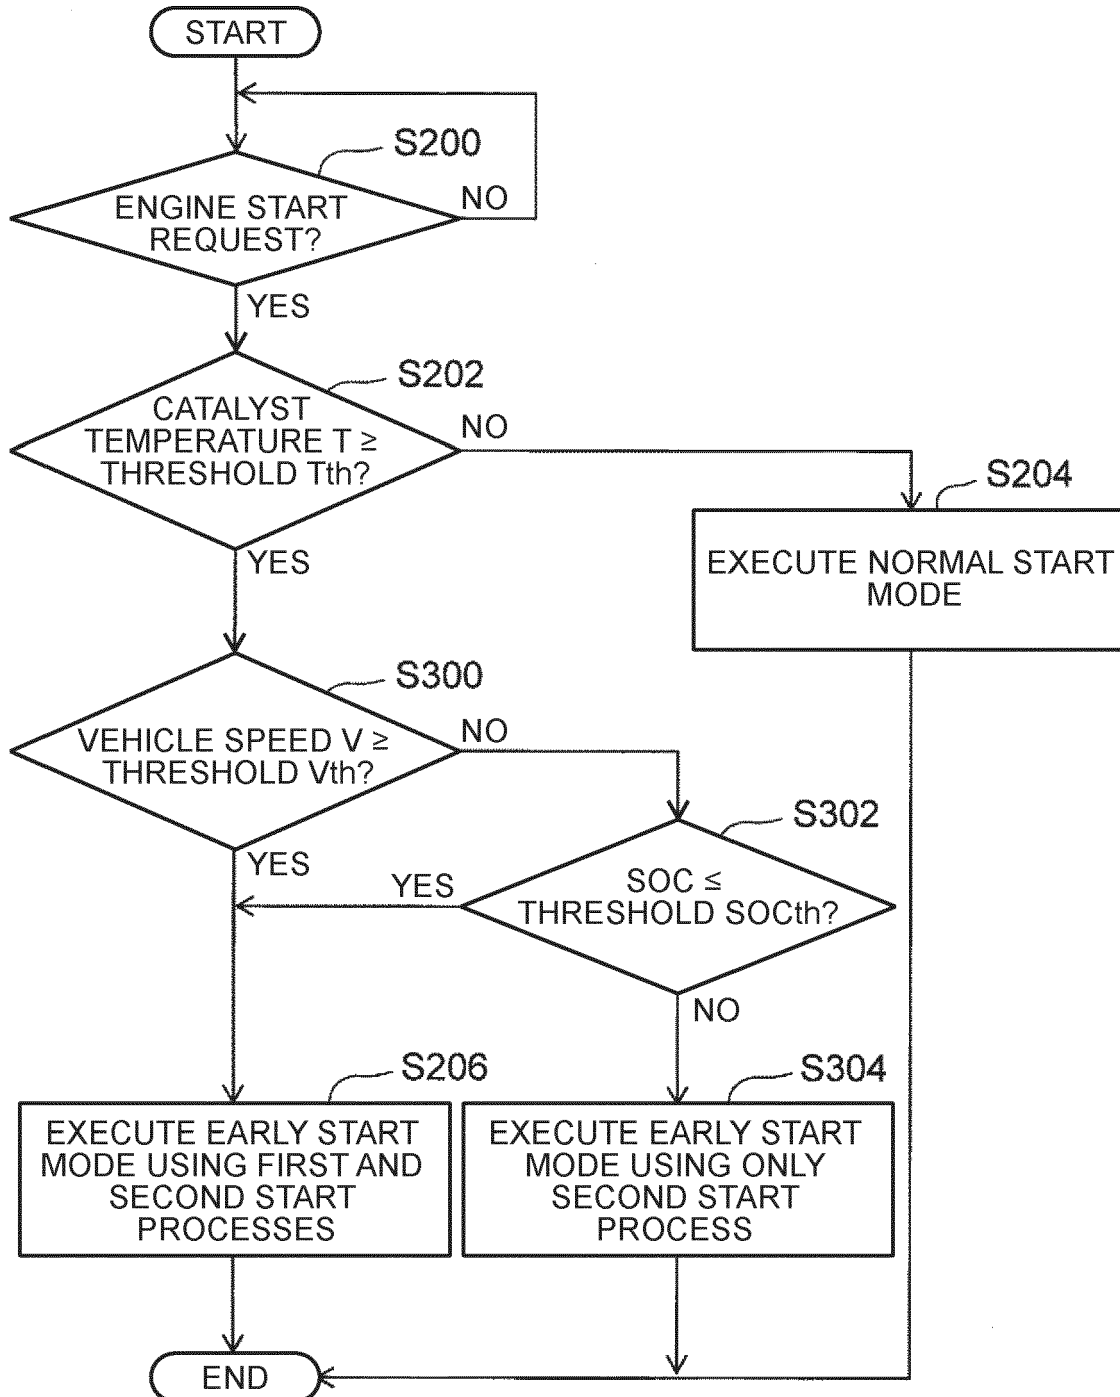 START
S200
ENGINE START
REQUEST?
NO
YES
S202
CATALYST
TEMPERATURE T ≥
THRESHOLD Tth?
NO
YES
S204
EXECUTE NORMAL START
MODE
S300
VEHICLE SPEED V ≥
THRESHOLD Vth?
NO
YES
S302
SOC ≤
THRESHOLD SOCth?
YES
NO
S206
EXECUTE EARLY START
MODE USING FIRST AND
SECOND START
PROCESSES
S304
EXECUTE EARLY START
MODE USING ONLY
SECOND START
PROCESS
END